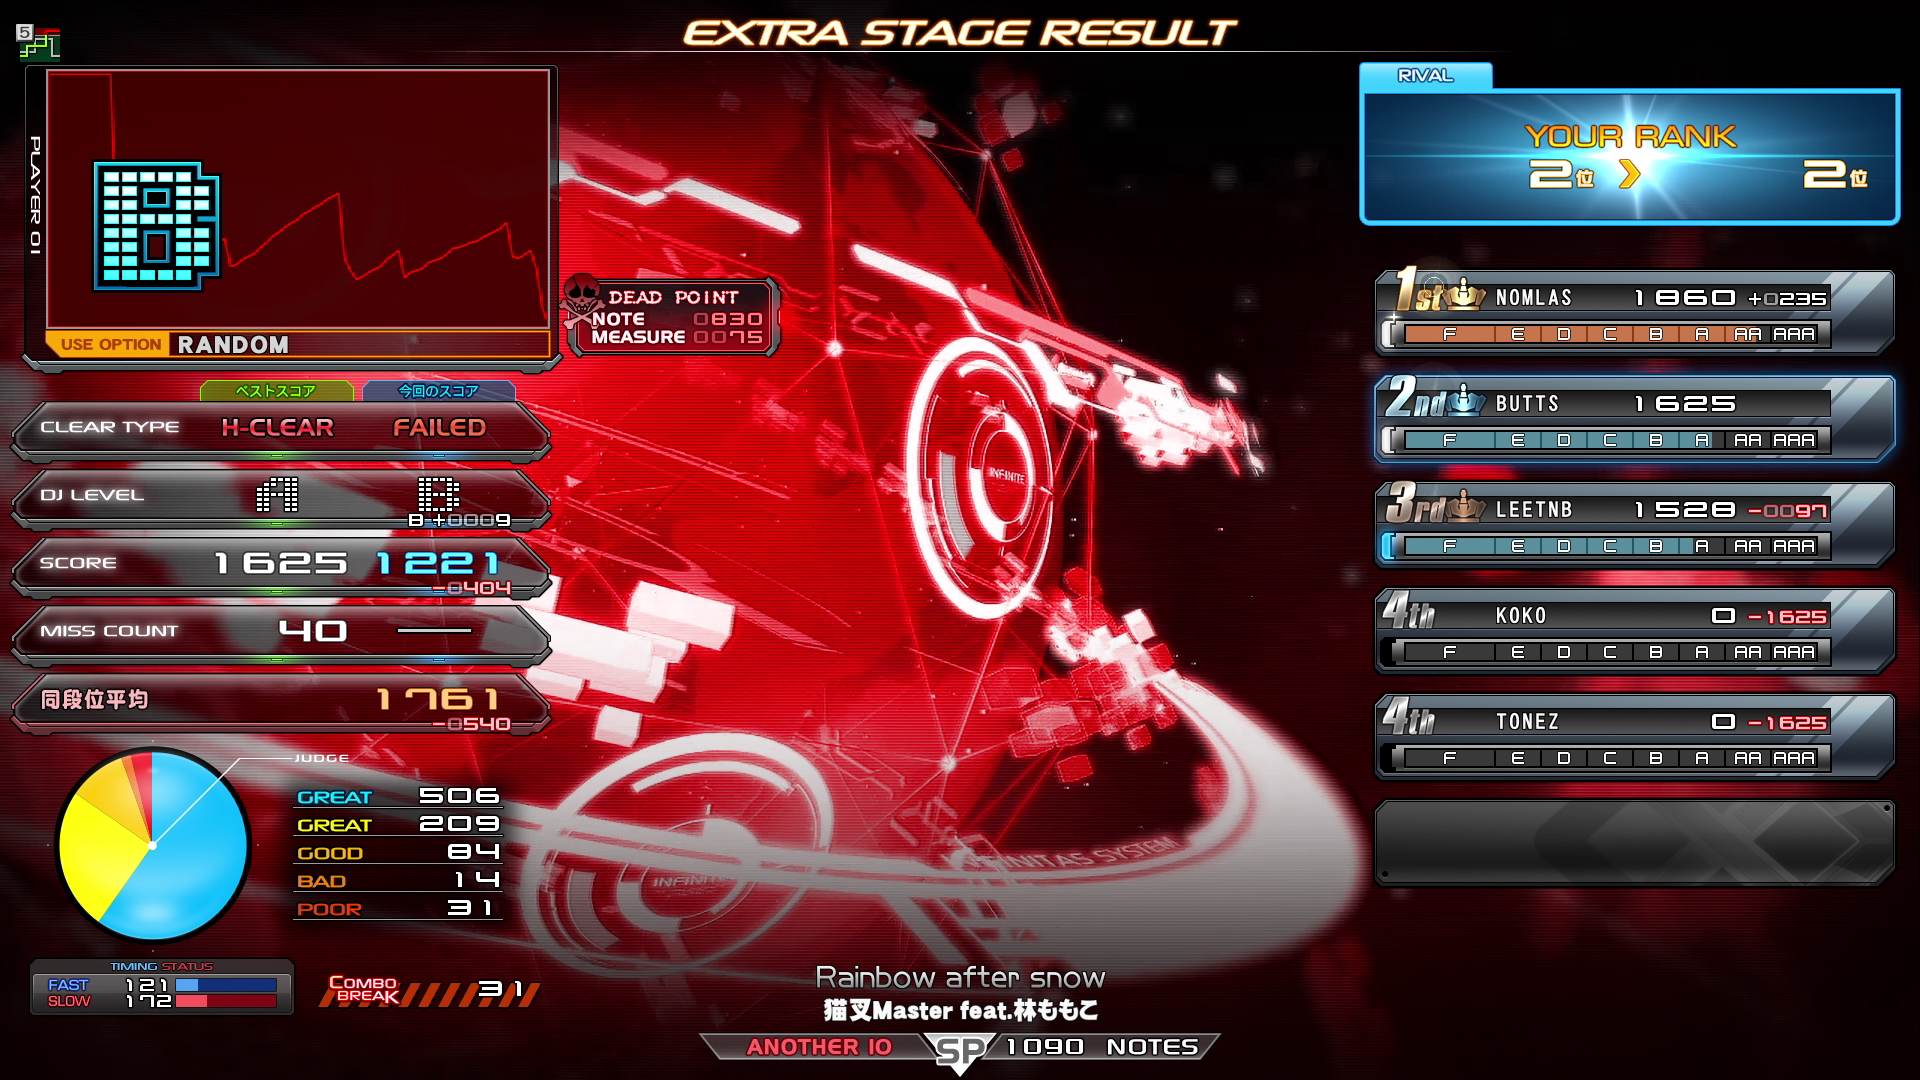 EXTRA STAGE RESULT
5
PLAYER 01
B
USE OPTION RANDOM
DEAD POINT
NOTE 0830
MEASURE 0075
ベストスコア 今回のスコア
CLEAR TYPE H-CLEAR FAILED
DJ LEVEL A B
B +0009
SCORE 1625 1221
-0404
MISS COUNT 40
同段位平均 1761
-0540
JUDGE
GREAT 506
GREAT 209
GOOD 84
BAD 14
POOR 31
TIMING STATUS
FAST 121
SLOW 172
COMBO BREAK 31
INFINITE
INFINITE
INFINITAS SYSTEM
Rainbow after snow
猫叉Master feat.林ももこ
ANOTHER 10 SP 1090 NOTES
RIVAL
YOUR RANK
2位 2位
1st NOMLAS 1860 +0235
F E D C B A AA AAA
2nd BUTTS 1625
F E D C B A AA AAA
3rd LEETNB 1528 -0097
F E D C B A AA AAA
4th KOKO 0 -1625
F E D C B A AA AAA
4th TONEZ 0 -1625
F E D C B A AA AAA